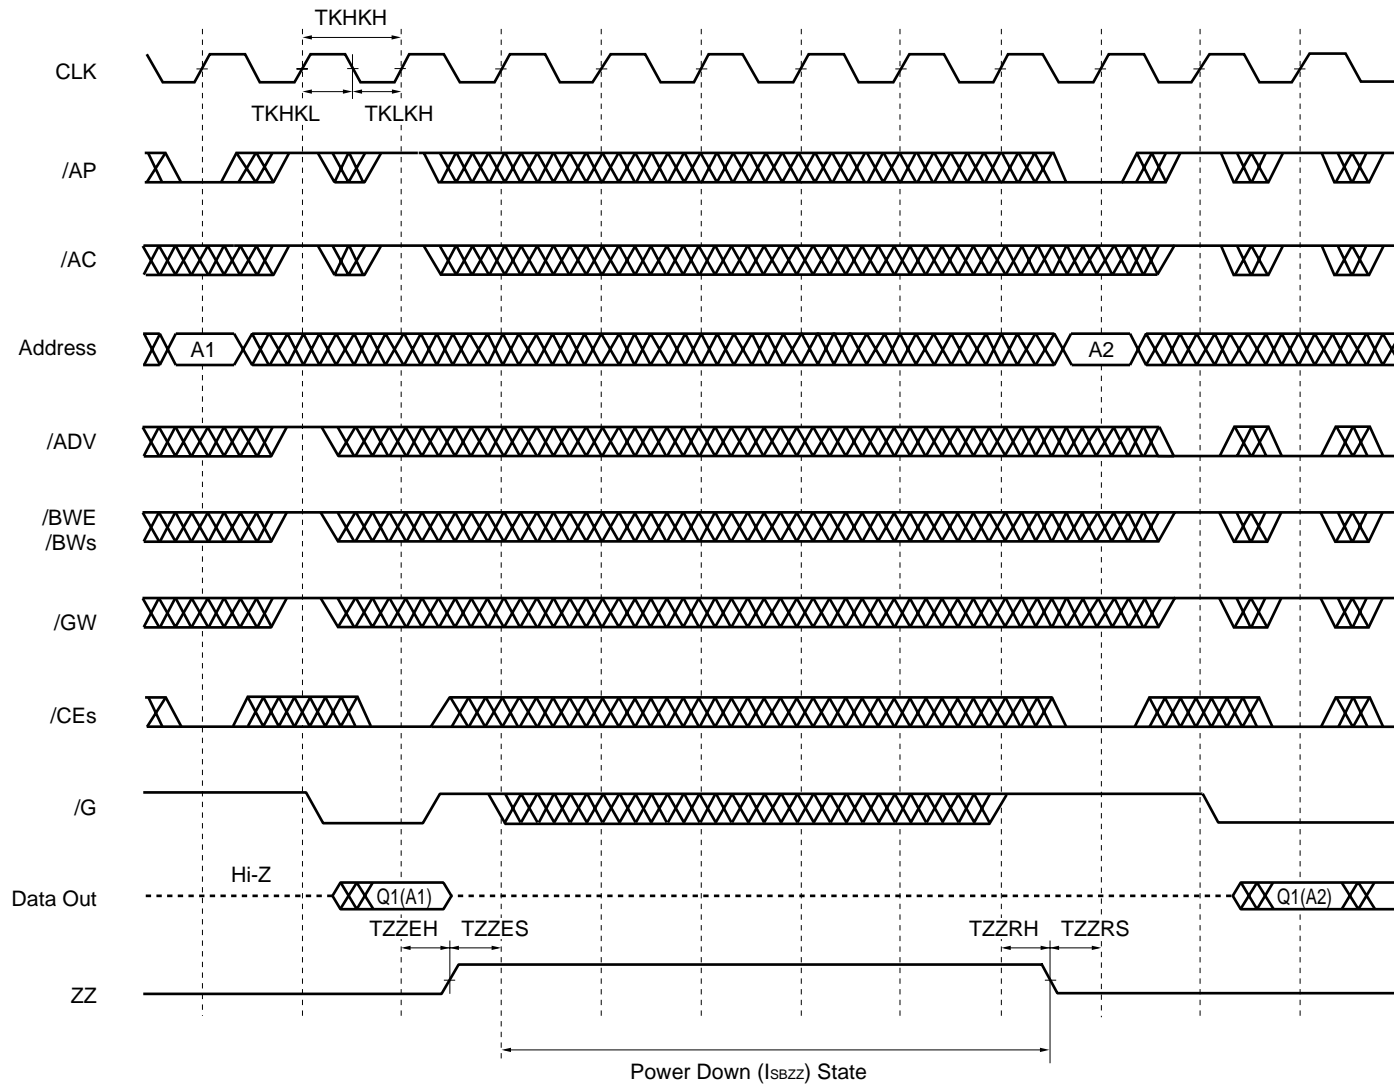 TKHKH
CLK
TKHKL TKLKH
/AP
/AC
Address A1 A2
/ADV
/BWE
/BWs
/GW
/CEs
/G
Hi-Z
Data Out Q1(A1) Q1(A2)
TZZEH TZZES TZZRH TZZRS
ZZ
Power Down (ISBZZ) State